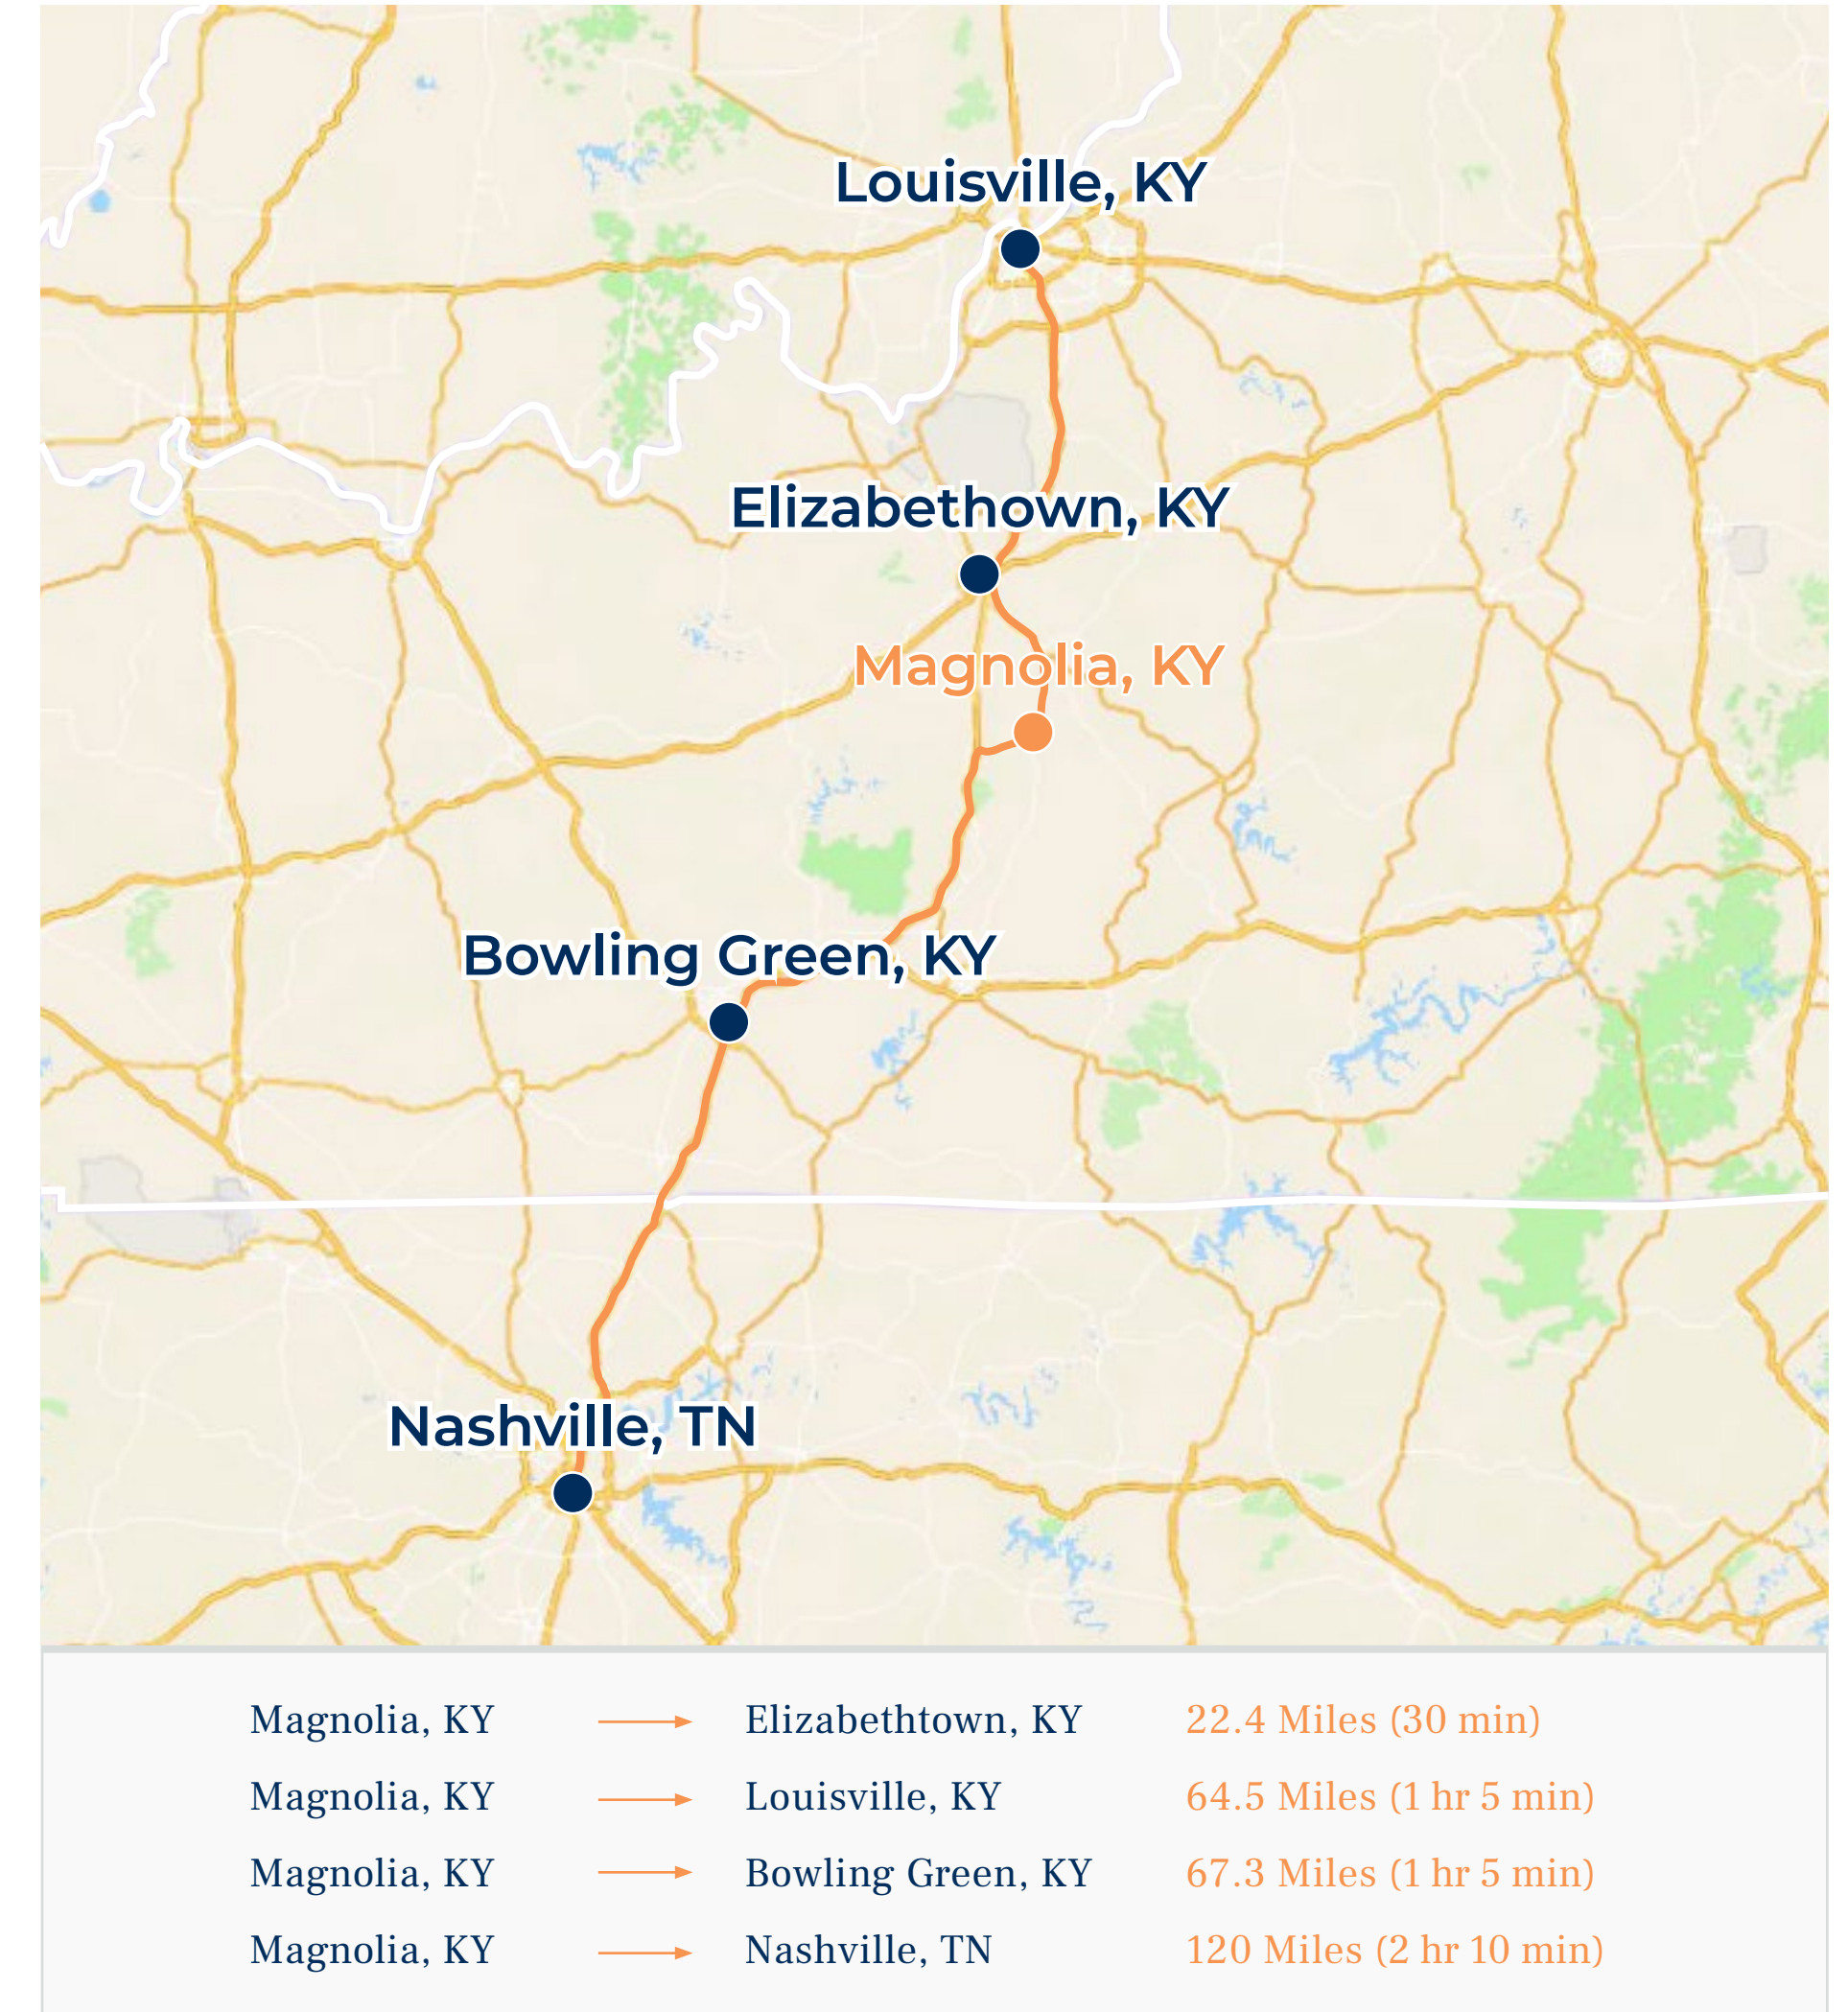 Louisville, KY
Elizabethown, KY
Magnolia, KY
Bowling Green, KY
Nashville, TN
Magnolia, KY Elizabethtown, KY 22.4 Miles (30 min)
Magnolia, KY Louisville, KY 64.5 Miles (1 hr 5 min)
Magnolia, KY Bowling Green, KY 67.3 Miles (1 hr 5 min)
Magnolia, KY Nashville, TN 120 Miles (2 hr 10 min)